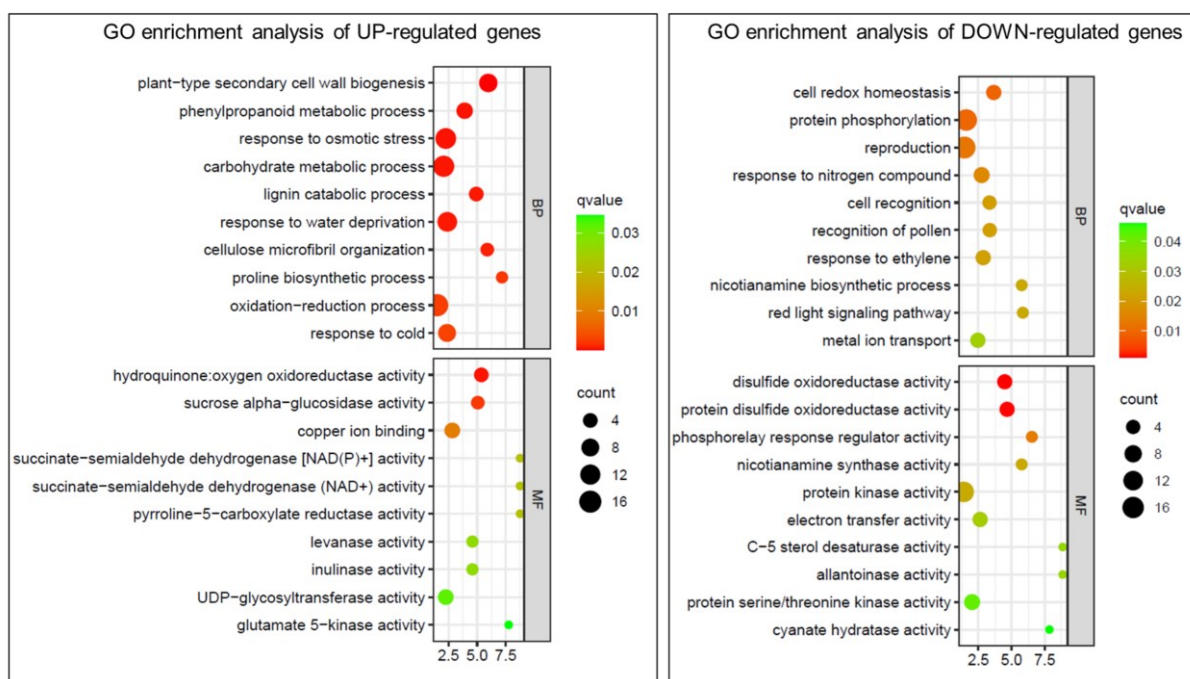 GO enrichment analysis of UP-regulated genes
plant-type secondary cell wall biogenesis
phenylpropanoid metabolic process
response to osmotic stress
carbohydrate metabolic process
lignin catabolic process
response to water deprivation
cellulose microfibril organization
proline biosynthetic process
oxidation-reduction process
response to cold
BP
hydroquinone:oxygen oxidoreductase activity
sucrose alpha-glucosidase activity
copper ion binding
succinate-semialdehyde dehydrogenase [NAD(P)+] activity
succinate-semialdehyde dehydrogenase (NAD+) activity
pyrroline-5-carboxylate reductase activity
levanase activity
inulinase activity
UDP-glycosyltransferase activity
glutamate 5-kinase activity
MF
2.5 5.0 7.5
qvalue
0.03
0.02
0.01
count
4
8
12
16
GO enrichment analysis of DOWN-regulated genes
cell redox homeostasis
protein phosphorylation
reproduction
response to nitrogen compound
cell recognition
recognition of pollen
response to ethylene
nicotianamine biosynthetic process
red light signaling pathway
metal ion transport
BP
disulfide oxidoreductase activity
protein disulfide oxidoreductase activity
phosphorelay response regulator activity
nicotianamine synthase activity
protein kinase activity
electron transfer activity
C-5 sterol desaturase activity
allantoinase activity
protein serine/threonine kinase activity
cyanate hydratase activity
MF
2.5 5.0 7.5
qvalue
0.04
0.03
0.02
0.01
count
4
8
12
16